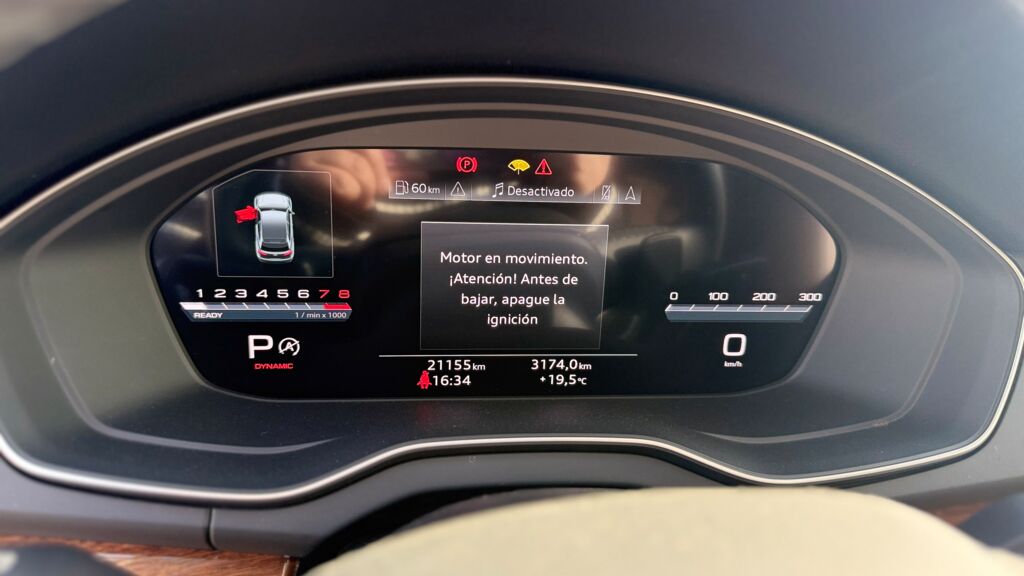 P
60 km
Desactivado
Motor en movimiento.
¡Atención! Antes de
bajar, apague la
ignición
1 2 3 4 5 6 7 8
READY 1 / min x 1000
P A
DYNAMIC
0 100 200 300
0
km/h
21155 km 3174,0 km
16:34 +19,5 °C